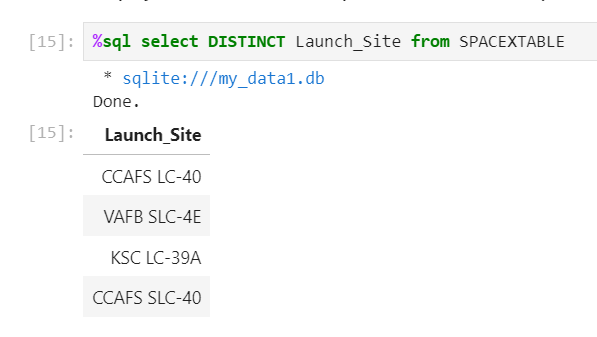 [15]: %sql select DISTINCT Launch_Site from SPACEXTABLE
* sqlite:///my_data1.db
Done.
[15]: Launch_Site
CCAFS LC-40
VAFB SLC-4E
KSC LC-39A
CCAFS SLC-40